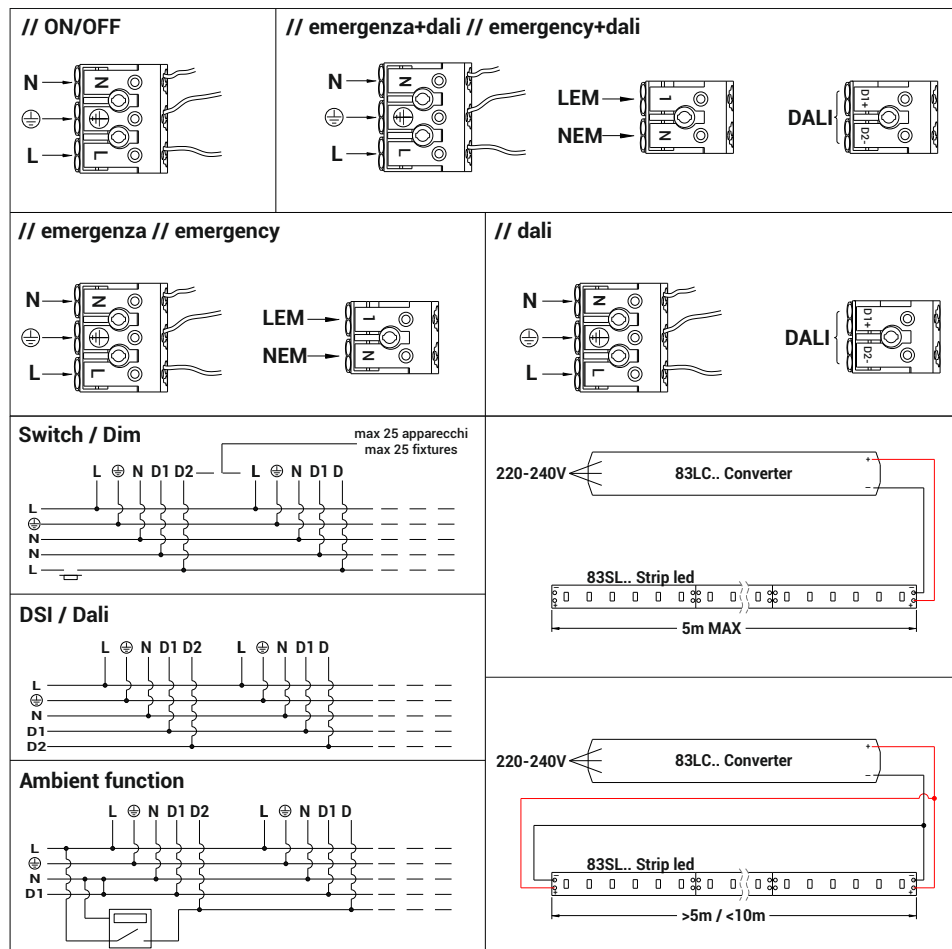 // ON/OFF
N
L
N
L
// emergenza+dali // emergency+dali
N
L
N
L
LEM
NEM
1
N
DALI
D1+
D2-
// emergenza // emergency
N
L
N
L
LEM
NEM
1
N
// dali
N
L
N
L
DALI
D1+
D2-
Switch / Dim
max 25 apparecchi
max 25 fixtures
L N D1 D2 L N D1 D
L
N
N
L
220-240V
83LC.. Converter
+
-
83SL.. Strip led
- -
+ +
5m MAX
DSI / Dali
L N D1 D2 L N D1 D
L
N
D1
D2
Ambient function
L N D1 D2 L N D1 D
L
N
D1
220-240V
83LC.. Converter
+
-
83SL.. Strip led
- -
+ +
>5m / <10m